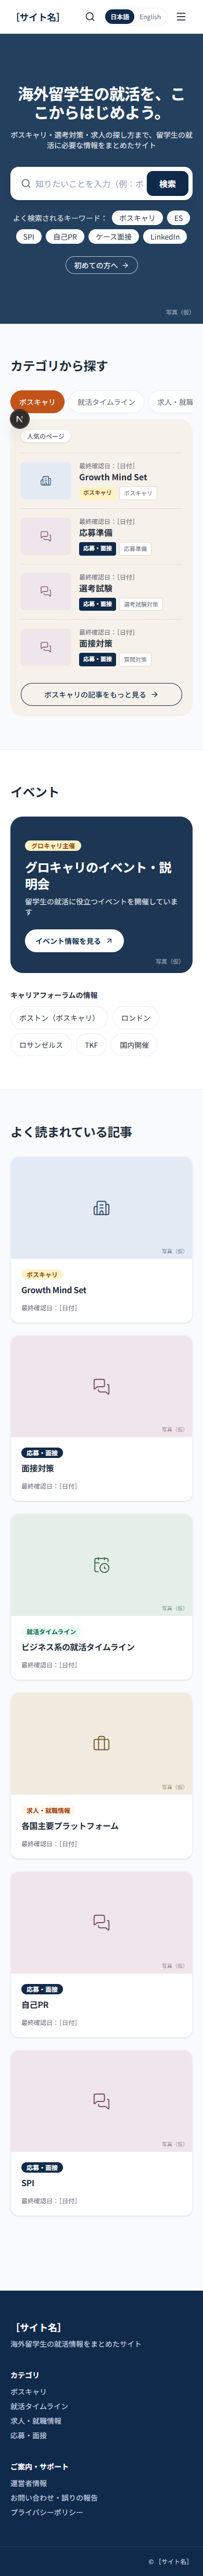 ［サイト名］
日本語 English
海外留学生の就活を、こ
こからはじめよう。
ボスキャリ・選考対策・求人の探し方まで、留学生の就
活に必要な情報をまとめたサイト
知りたいことを入力（例：ボ
検索
よく検索されるキーワード： ボスキャリ ES
SPI 自己PR ケース面接 LinkedIn
初めての方へ
写真（仮）
カテゴリから探す
ボスキャリ 就活タイムライン 求人・就職
N
人気のページ
最終確認日：［日付］
Growth Mind Set
ボスキャリ ボスキャリ
最終確認日：［日付］
応募準備
応募・面接 応募準備
最終確認日：［日付］
選考試験
応募・面接 選考試験対策
最終確認日：［日付］
面接対策
応募・面接 質問対策
ボスキャリの記事をもっと見る
イベント
グロキャリ主催
グロキャリのイベント・説
明会
留学生の就活に役立つイベントを開催していま
す
イベント情報を見る
写真（仮）
キャリアフォーラムの情報
ボストン（ボスキャリ） ロンドン
ロサンゼルス TKF 国内開催
よく読まれている記事
写真（仮）
ボスキャリ
Growth Mind Set
最終確認日：［日付］
写真（仮）
応募・面接
面接対策
最終確認日：［日付］
写真（仮）
就活タイムライン
ビジネス系の就活タイムライン
最終確認日：［日付］
写真（仮）
求人・就職情報
各国主要プラットフォーム
最終確認日：［日付］
写真（仮）
応募・面接
自己PR
最終確認日：［日付］
写真（仮）
応募・面接
SPI
最終確認日：［日付］
［サイト名］
海外留学生の就活情報をまとめたサイト
カテゴリ
ボスキャリ
就活タイムライン
求人・就職情報
応募・面接
ご案内・サポート
運営者情報
お問い合わせ・誤りの報告
プライバシーポリシー
© ［サイト名］